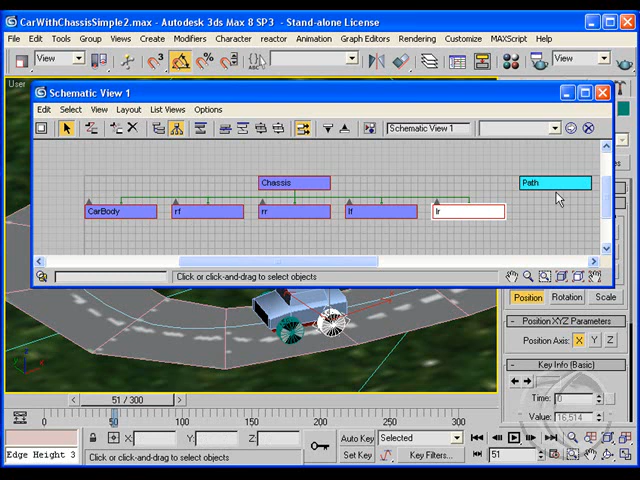 CarWithChassisSimple2.max - Autodesk 3ds Max 8 SP3 - Stand-alone License
File Edit Tools Group Views Create Modifiers Character reactor Animation Graph Editors Rendering Customize MAXScript Help
View
3
%
ABC
View
User
Schematic View 1
Edit Select View Layout List Views Options
Schematic View 1
Chassis
Path
CarBody
rf
rr
lf
lr
Click or click-and-drag to select objects
Position Rotation Scale
Position XYZ Parameters
Position Axis: X Y Z
Key Info (Basic)
Time: 0
Value: 16.514
51 / 300
0 50 100 150 200 250 300
X: Y: Z:
Auto Key Selected
Edge Height 3
Click or click-and-drag to select objects
Set Key Key Filters...
51